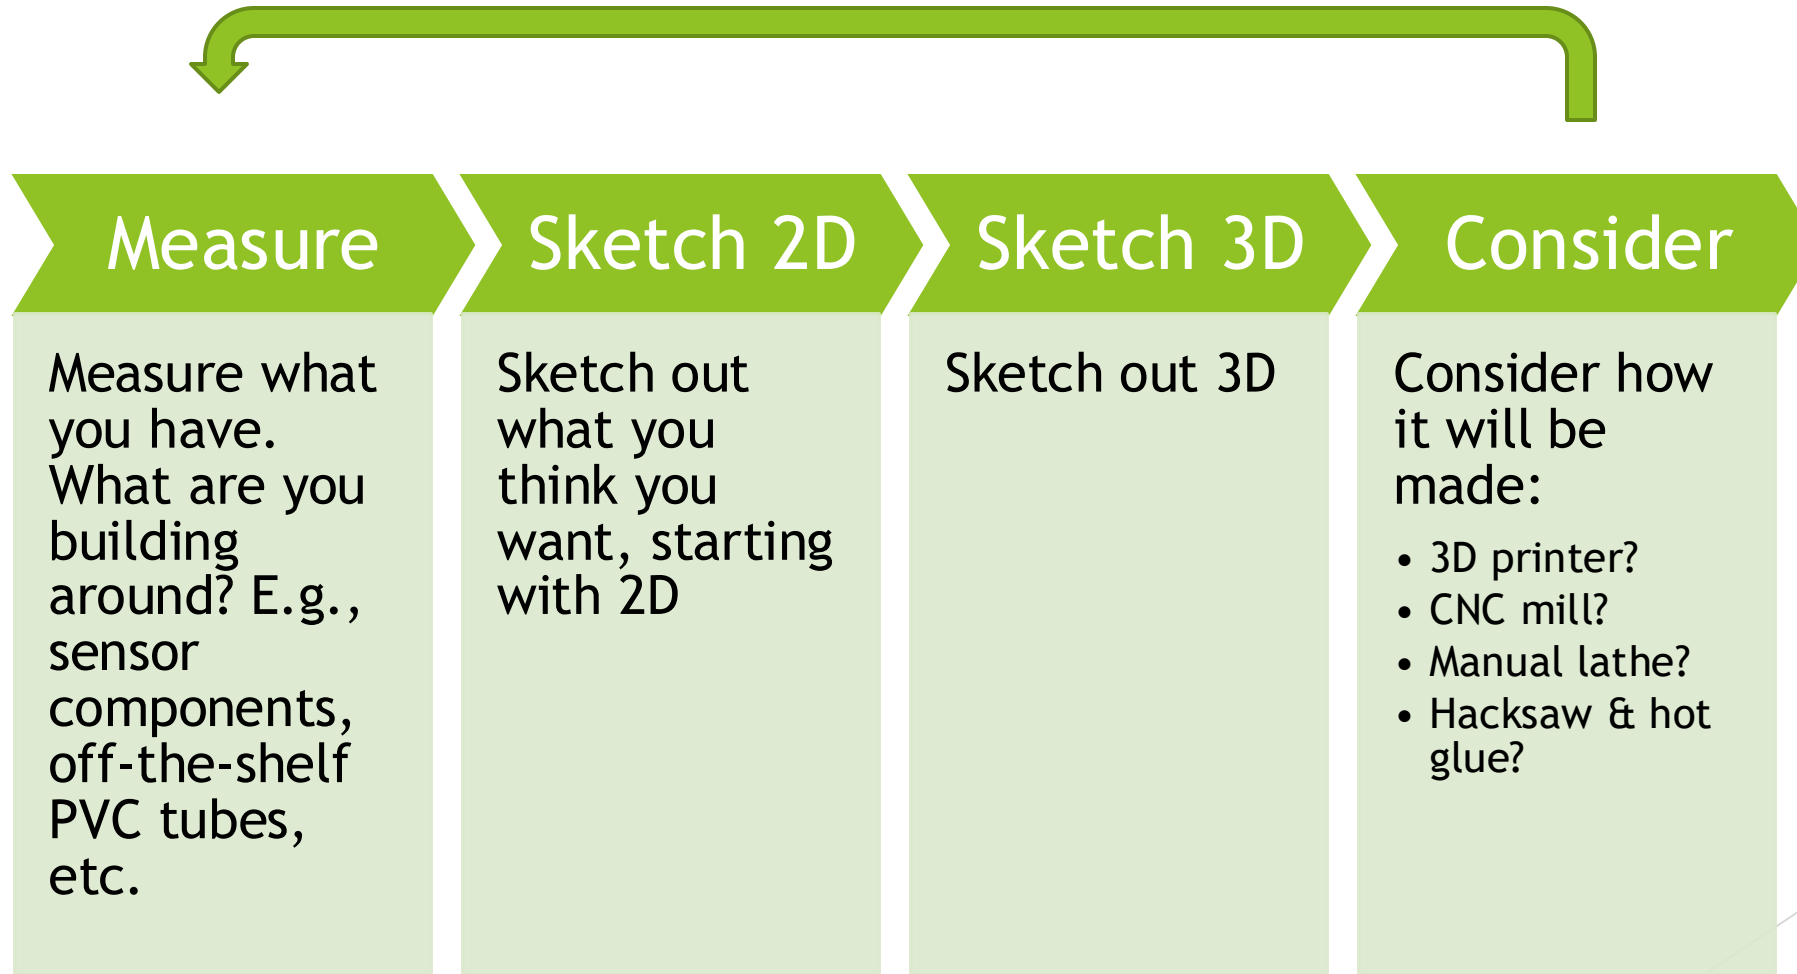 Measure
Measure what
you have.
What are you
building
around? E.g.,
sensor
components,
off-the-shelf
PVC tubes,
etc.
Sketch 2D
Sketch out
what you
think you
want, starting
with 2D
Sketch 3D
Sketch out 3D
Consider
Consider how
it will be
made:
• 3D printer?
• CNC mill?
• Manual lathe?
• Hacksaw & hot
glue?